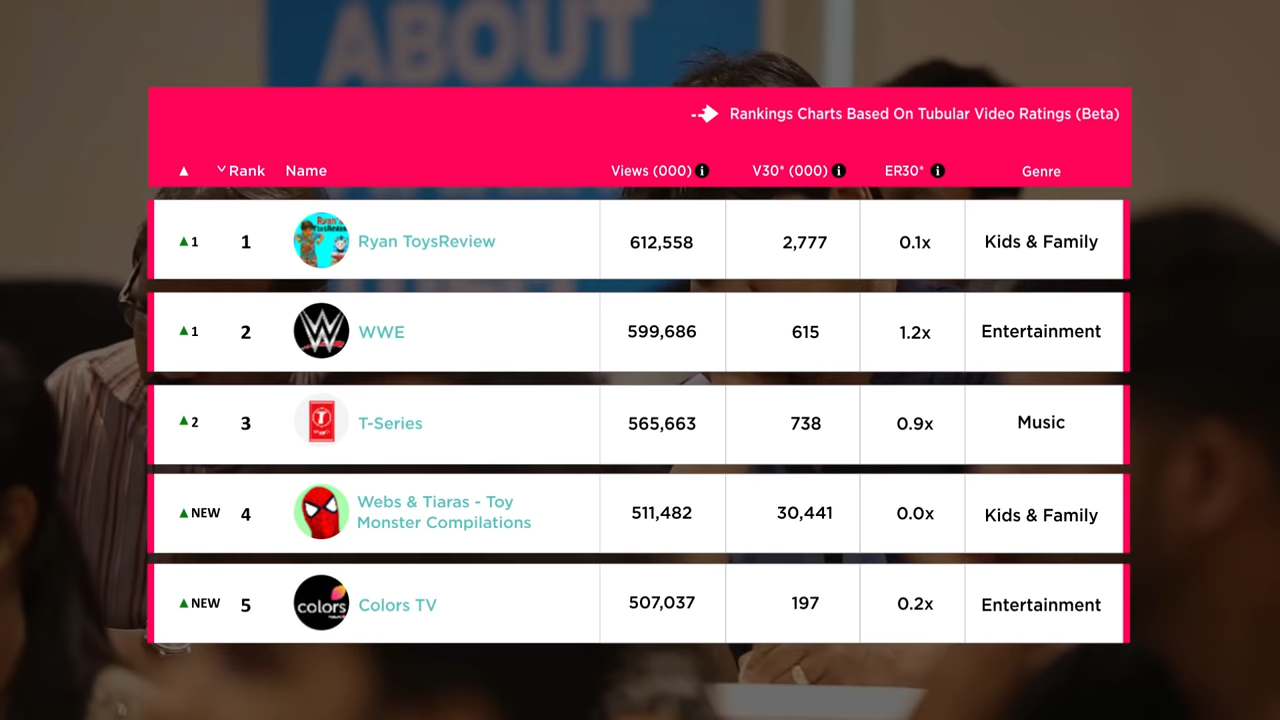 ABOUT
Rankings Charts Based On Tubular Video Ratings (Beta)
▲ Rank Name Views (000) V30* (000) ER30* Genre
▲1 1 Ryan ToysReview 612,558 2,777 0.1x Kids & Family
▲1 2 WWE 599,686 615 1.2x Entertainment
▲2 3 T-Series 565,663 738 0.9x Music
▲NEW 4 Webs & Tiaras - Toy
Monster Compilations 511,482 30,441 0.0x Kids & Family
▲NEW 5 colors Colors TV 507,037 197 0.2x Entertainment